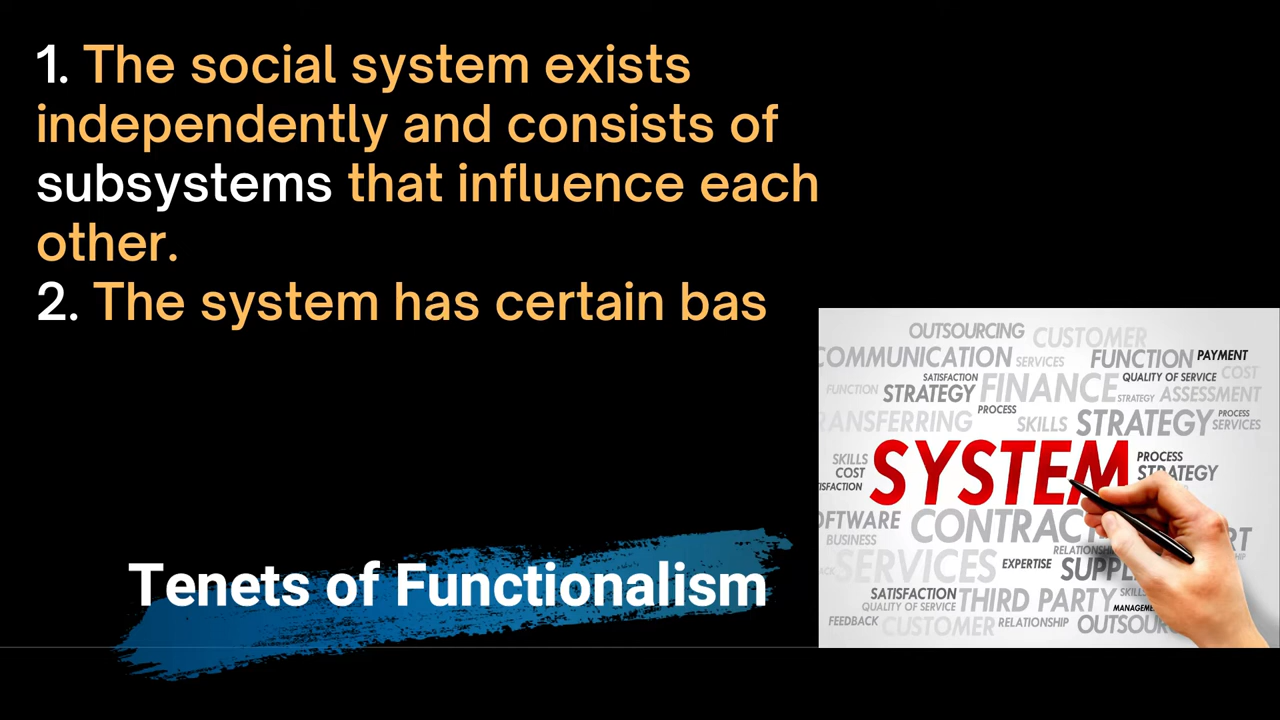 1. The social system exists
independently and consists of
subsystems that influence each
other.
2. The system has certain bas
Tenets of Functionalism
OUTSOURCING CUSTOMER
COMMUNICATION SERVICES FUNCTION PAYMENT
SATISFACTION QUALITY OF SERVICE COST
FUNCTION STRATEGY FINANCE STRATEGY ASSESSMENT
RANSFERRING PROCESS SKILLS STRATEGY PROCESS
SERVICES
SKILLS SYSTEM PROCESS
COST STRATEGY
ISFACTION
OFTWARE CONTRAC
BUSINESS
SERVICES EXPERTISE RELATIONSHI
SUPPL
SATISFACTION THIRD PARTY SKILLS
QUALITY OF SERVICE MANAGEME
FEEDBACK CUSTOMER RELATIONSHIP OUTSOUR